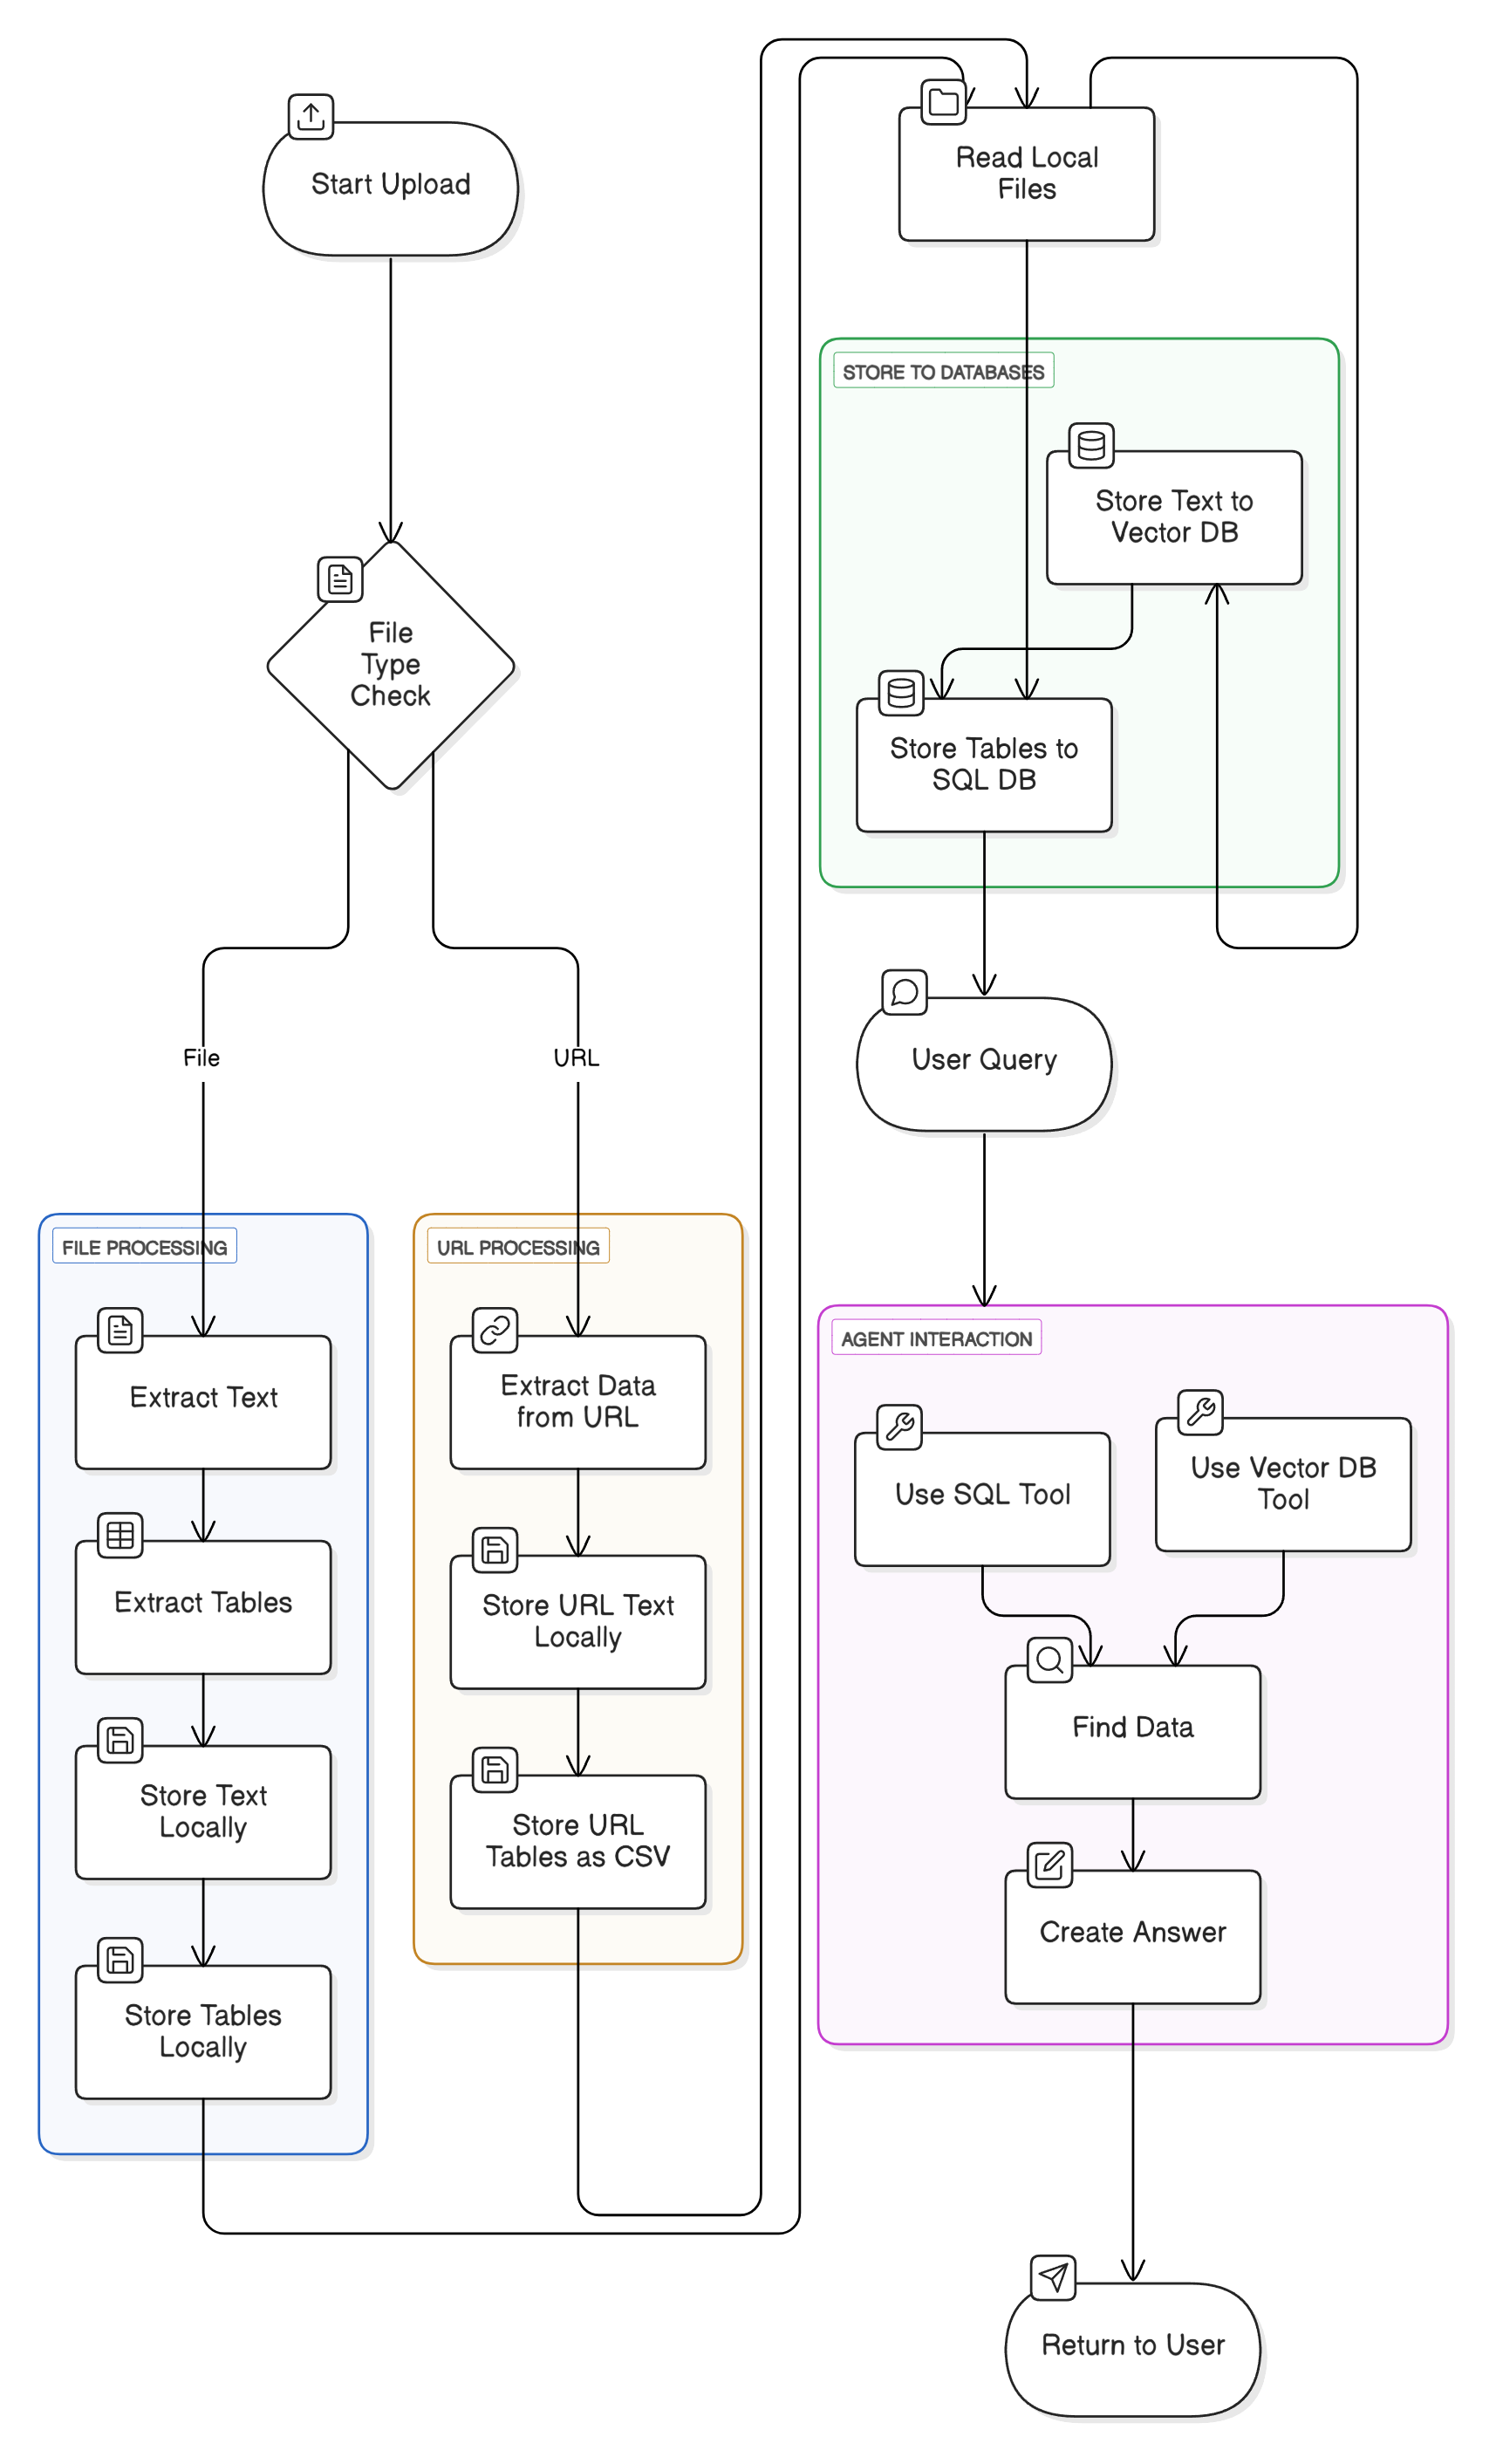 Start Upload
File
Type
Check
File
URL
FILE PROCESSING
Extract Text
Extract Tables
Store Text
Locally
Store Tables
Locally
URL PROCESSING
Extract Data
from URL
Store URL Text
Locally
Store URL
Tables as CSV
Read Local
Files
STORE TO DATABASES
Store Text to
Vector DB
Store Tables to
SQL DB
User Query
AGENT INTERACTION
Use SQL Tool
Use Vector DB
Tool
Find Data
Create Answer
Return to User